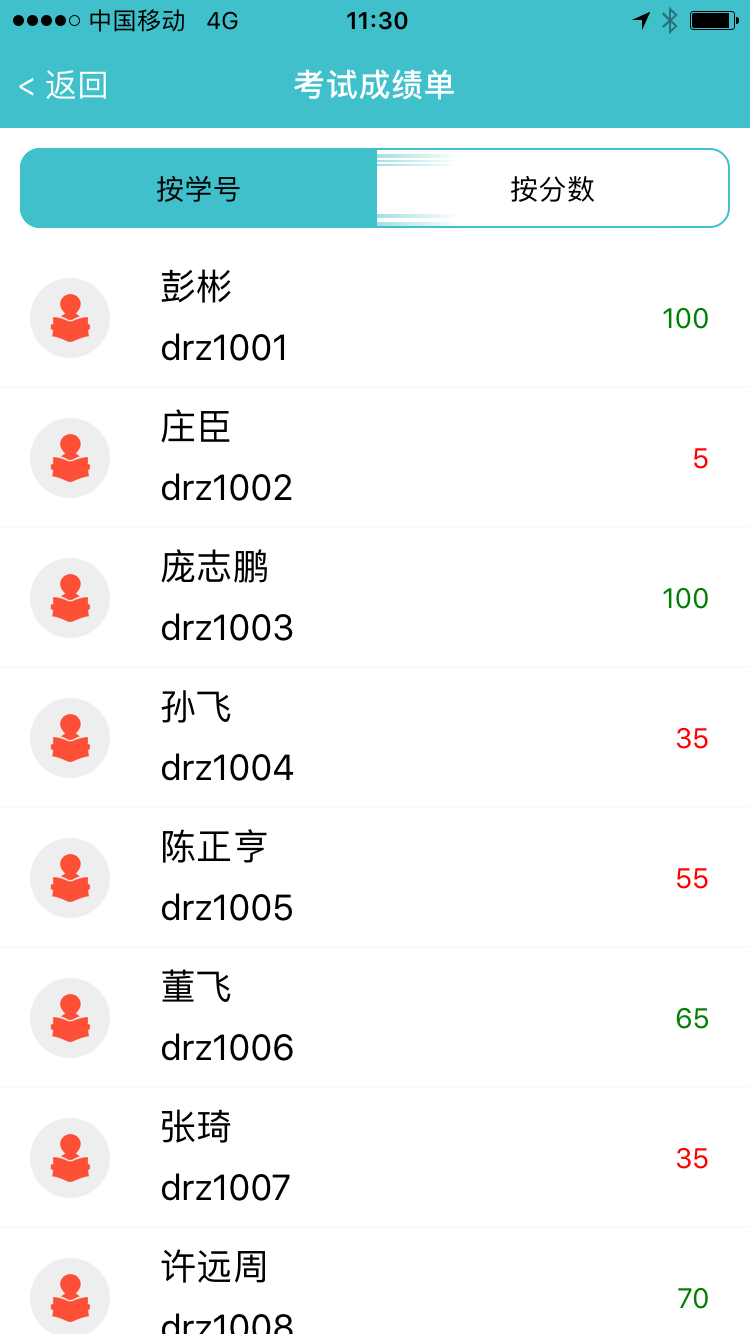 中国移动 4G 11:30
< 返回 考试成绩单
按学号 按分数
彭彬
drz1001
100
庄臣
drz1002
5
庞志鹏
drz1003
100
孙飞
drz1004
35
陈正亨
drz1005
55
董飞
drz1006
65
张琦
drz1007
35
许远周
drz1008
70